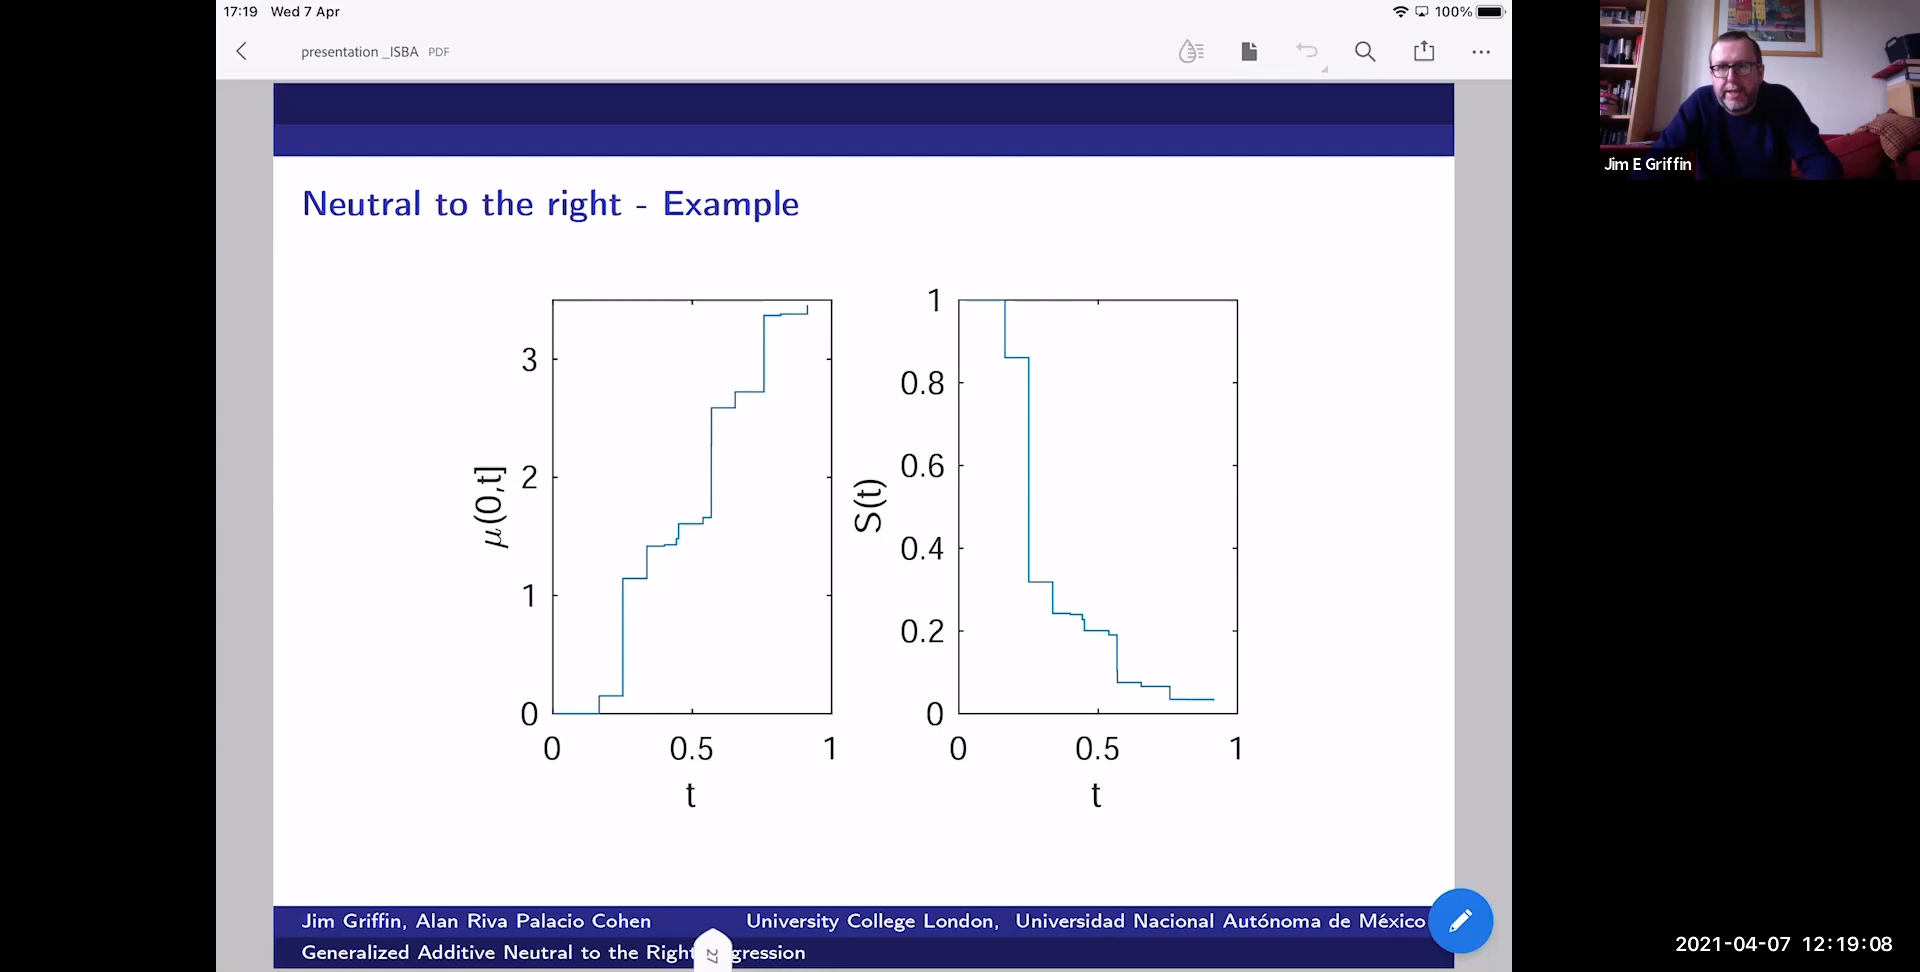 17:19 Wed 7 Apr
100%
presentation _ISBA PDF
Jim E Griffin
Neutral to the right - Example
μ(0,t]
3
2
1
0
0 0.5 1
t
S(t)
1
0.8
0.6
0.4
0.2
0
0 0.5 1
t
Jim Griffin, Alan Riva Palacio Cohen University College London, Universidad Nacional Autónoma de México
Generalized Additive Neutral to the Right gression
27
2021-04-07 12:19:08